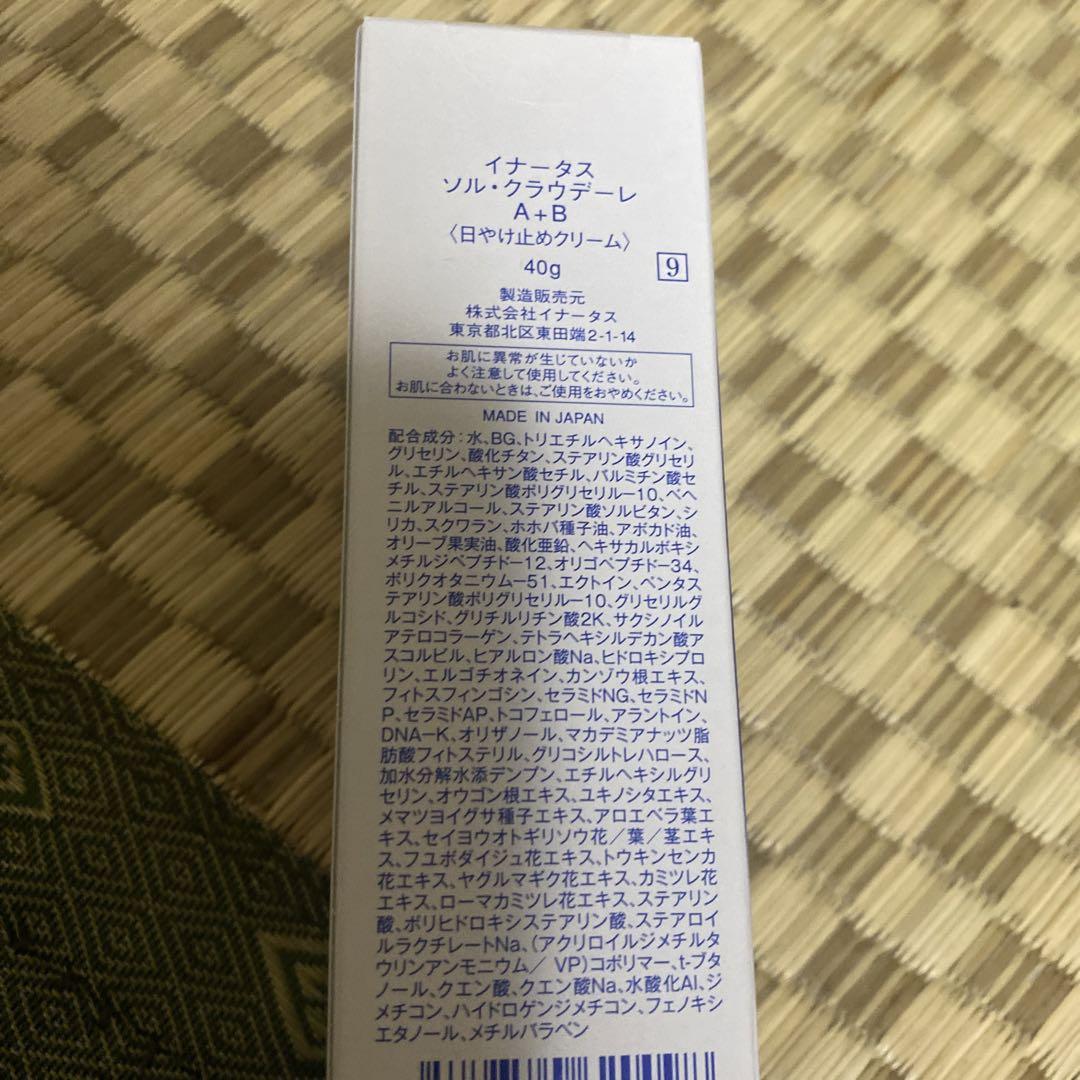 イナータス
ソル・クラウデーレ
A+B
〈日やけ止めクリーム〉
40g
9
製造販売元
株式会社イナータス
東京都北区東田端2-1-14
お肌に異常が生じていないか
よく注意して使用してください。
お肌に合わないときは、ご使用をおやめください。
MADE IN JAPAN
配合成分：水、BG、トリエチルヘキサノイン、
グリセリン、酸化チタン、ステアリン酸グリセリ
ル、エチルヘキサン酸セチル、パルミチン酸セ
チル、ステアリン酸ポリグリセリル－10、ベヘ
ニルアルコール、ステアリン酸ソルビタン、シ
リカ、スクワラン、ホホバ種子油、アボカド油、
オリーブ果実油、酸化亜鉛、ヘキサカルボキシ
メチルジペプチド－12、オリゴペプチド－34、
ポリクオタニウム－51、エクトイン、ペンタス
テアリン酸ポリグリセリル－10、グリセリルグ
ルコシド、グリチルリチン酸2K、サクシノイル
アテロコラーゲン、テトラヘキシルデカン酸ア
スコルビル、ヒアルロン酸Na、ヒドロキシプロ
リン、エルゴチオネイン、カンゾウ根エキス、
フィトスフィンゴシン、セラミドNG、セラミドN
P、セラミドAP、トコフェロール、アラントイン、
DNA－K、オリザノール、マカデミアナッツ脂
肪酸フィトステリル、グリコシルトレハロース、
加水分解水添デンプン、エチルヘキシルグリ
セリン、オウゴン根エキス、ユキノシタエキス、
メマツヨイグサ種子エキス、アロエベラ葉エ
キス、セイヨウオトギリソウ花／葉／茎エキ
ス、フユボダイジュ花エキス、トウキンセンカ
花エキス、ヤグルマギク花エキス、カミツレ花
エキス、ローマカミツレ花エキス、ステアリン
酸、ポリヒドロキシステアリン酸、ステアロイ
ルラクチレートNa、（アクリロイルジメチルタ
ウリンアンモニウム／ VP）コポリマー、t-ブタ
ノール、クエン酸、クエン酸Na、水酸化Al、ジ
メチコン、ハイドロゲンジメチコン、フェノキシ
エタノール、メチルパラベン